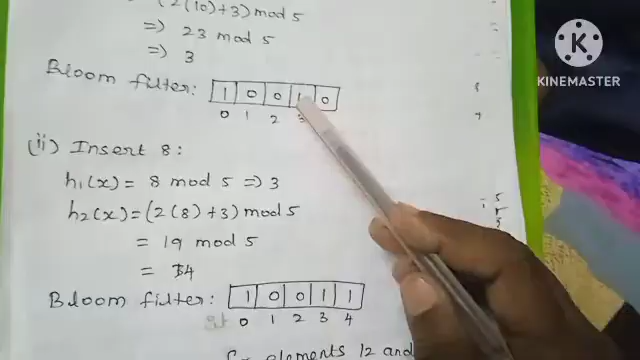 (2(10)+3) mod 5
=) 23 mod 5
=) 3
Bloom filter: 1 0 0 1 0
0 1 2 3
(ii) Insert 8:
h1(x) = 8 mod 5 => 3
h2(x) = (2(8)+3) mod 5
= 19 mod 5
= 4
Bloom filter: 1 0 0 1 1
0 1 2 3 4
elements 12 and
KINEMASTER